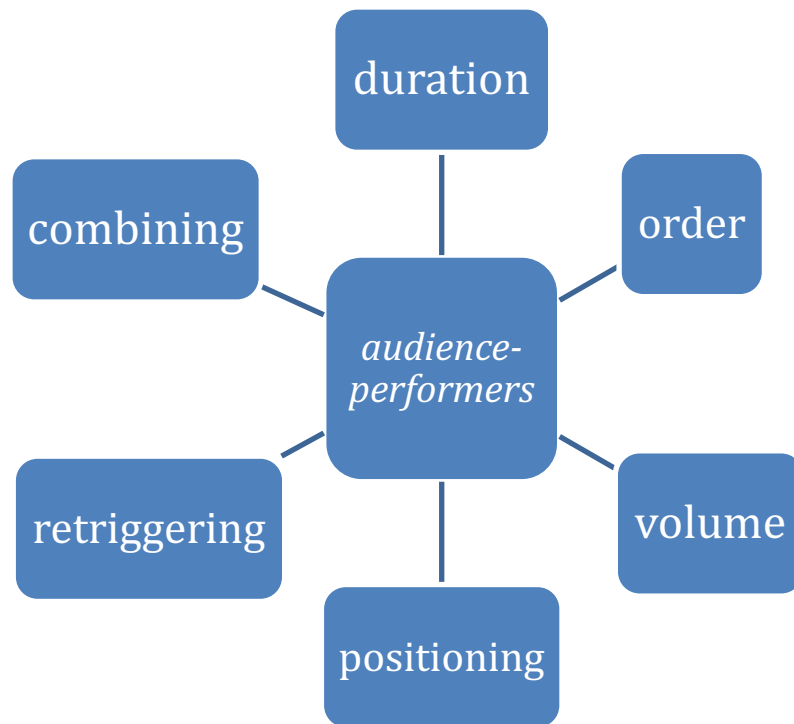 duration
combining
order
audience-
performers
retriggering
volume
positioning